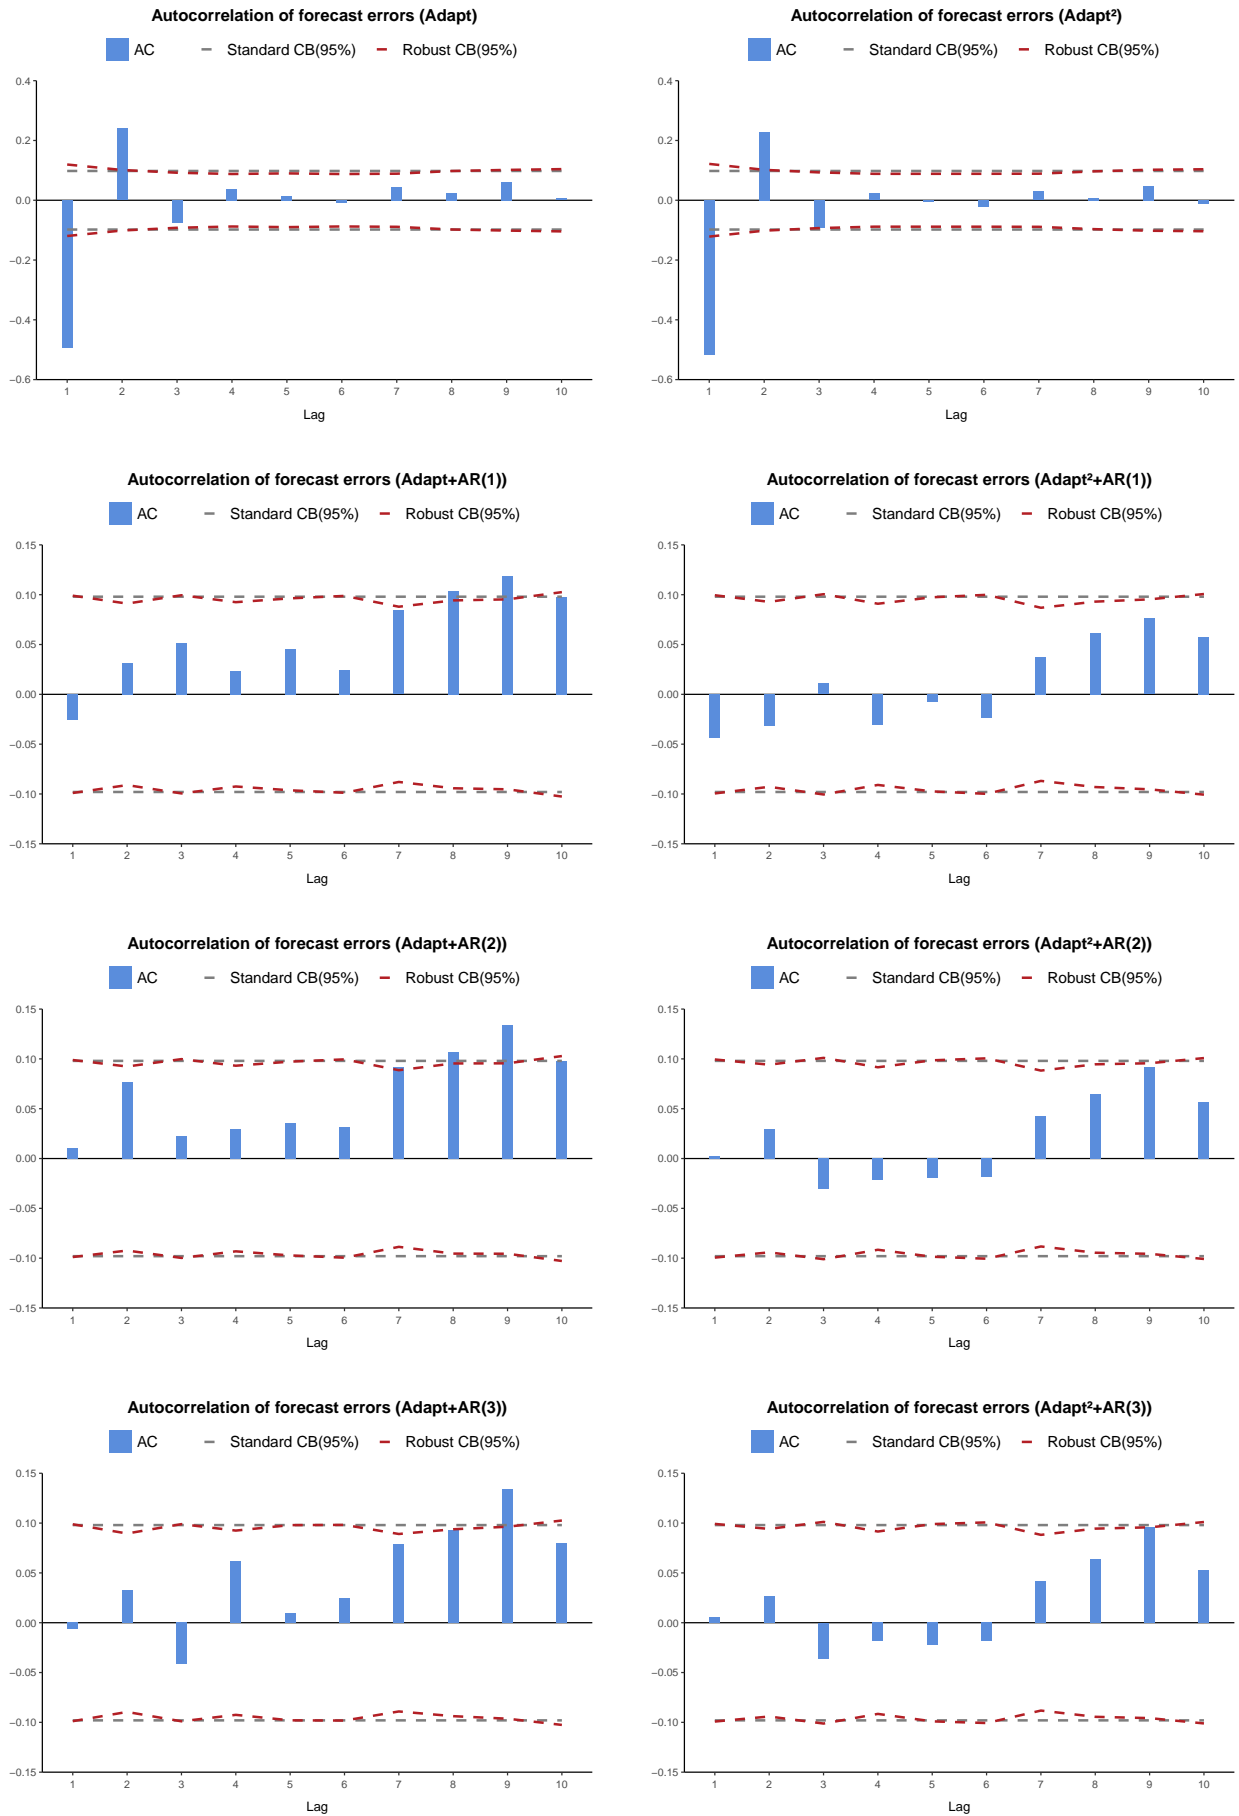 Autocorrelation of forecast errors (Adapt)
AC Standard CB(95%) Robust CB(95%)
0.4
0.2
0.0
−0.2
−0.4
−0.6
1 2 3 4 5 6 7 8 9 10
Lag
Autocorrelation of forecast errors (Adapt²)
AC Standard CB(95%) Robust CB(95%)
0.4
0.2
0.0
−0.2
−0.4
−0.6
1 2 3 4 5 6 7 8 9 10
Lag
Autocorrelation of forecast errors (Adapt+AR(1))
AC Standard CB(95%) Robust CB(95%)
0.15
0.10
0.05
0.00
−0.05
−0.10
−0.15
1 2 3 4 5 6 7 8 9 10
Lag
Autocorrelation of forecast errors (Adapt²+AR(1))
AC Standard CB(95%) Robust CB(95%)
0.15
0.10
0.05
0.00
−0.05
−0.10
−0.15
1 2 3 4 5 6 7 8 9 10
Lag
Autocorrelation of forecast errors (Adapt+AR(2))
AC Standard CB(95%) Robust CB(95%)
0.15
0.10
0.05
0.00
−0.05
−0.10
−0.15
1 2 3 4 5 6 7 8 9 10
Lag
Autocorrelation of forecast errors (Adapt²+AR(2))
AC Standard CB(95%) Robust CB(95%)
0.15
0.10
0.05
0.00
−0.05
−0.10
−0.15
1 2 3 4 5 6 7 8 9 10
Lag
Autocorrelation of forecast errors (Adapt+AR(3))
AC Standard CB(95%) Robust CB(95%)
0.15
0.10
0.05
0.00
−0.05
−0.10
−0.15
1 2 3 4 5 6 7 8 9 10
Lag
Autocorrelation of forecast errors (Adapt²+AR(3))
AC Standard CB(95%) Robust CB(95%)
0.15
0.10
0.05
0.00
−0.05
−0.10
−0.15
1 2 3 4 5 6 7 8 9 10
Lag